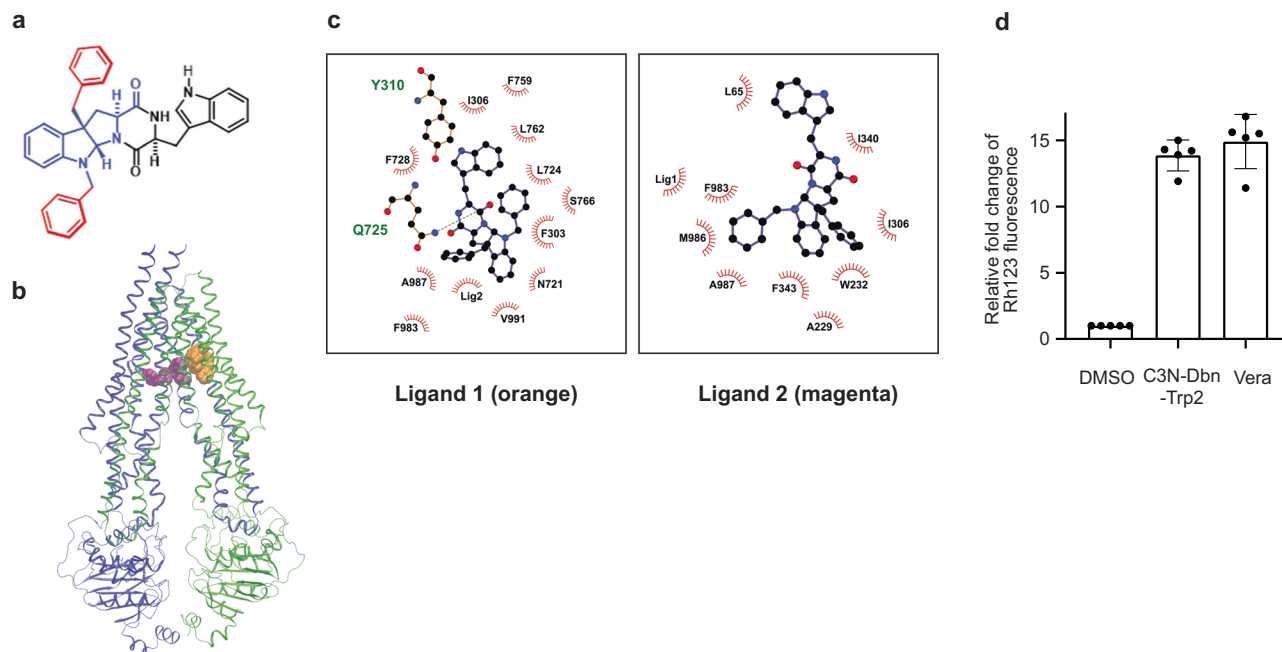 a
H
O
H
NH
N
N
H
O
H
b
c
Y310
F759
I306
L762
F728
L724
S766
Q725
F303
A987
Lig2
N721
V991
F983
Ligand 1 (orange)
L65
I340
Lig1
F983
I306
M986
A987
F343
W232
A229
Ligand 2 (magenta)
d
Relative fold change of
Rh123 fluorescence
15
10
5
0
DMSO
C3N-Dbn
-Trp2
Vera